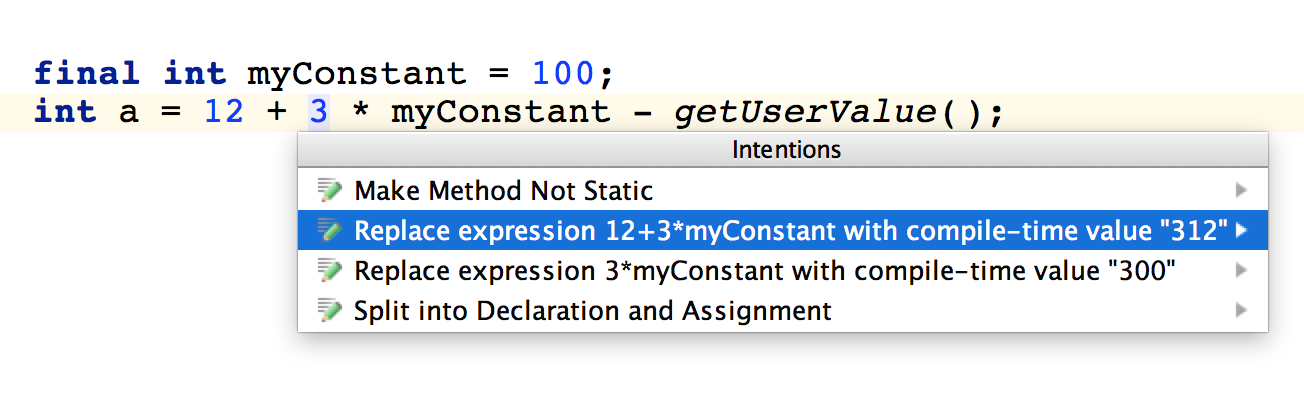 final int myConstant = 100;
int a = 12 + 3 * myConstant - getUserValue();
Intentions
Make Method Not Static
Replace expression 12+3*myConstant with compile-time value "312"
Replace expression 3*myConstant with compile-time value "300"
Split into Declaration and Assignment